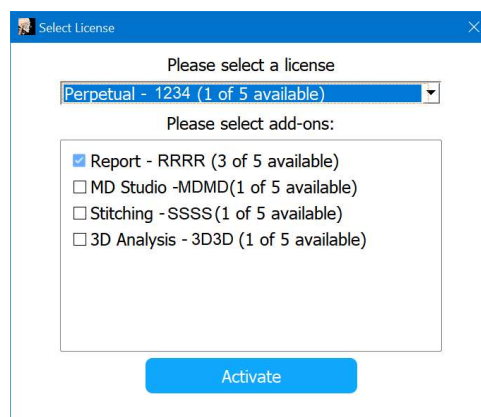 Select License
Please select a license
Perpetual - 1234 (1 of 5 available)
Please select add-ons:
Report - RRRR (3 of 5 available)
MD Studio -MDMD(1 of 5 available)
Stitching - SSSS (1 of 5 available)
3D Analysis - 3D3D (1 of 5 available)
Activate